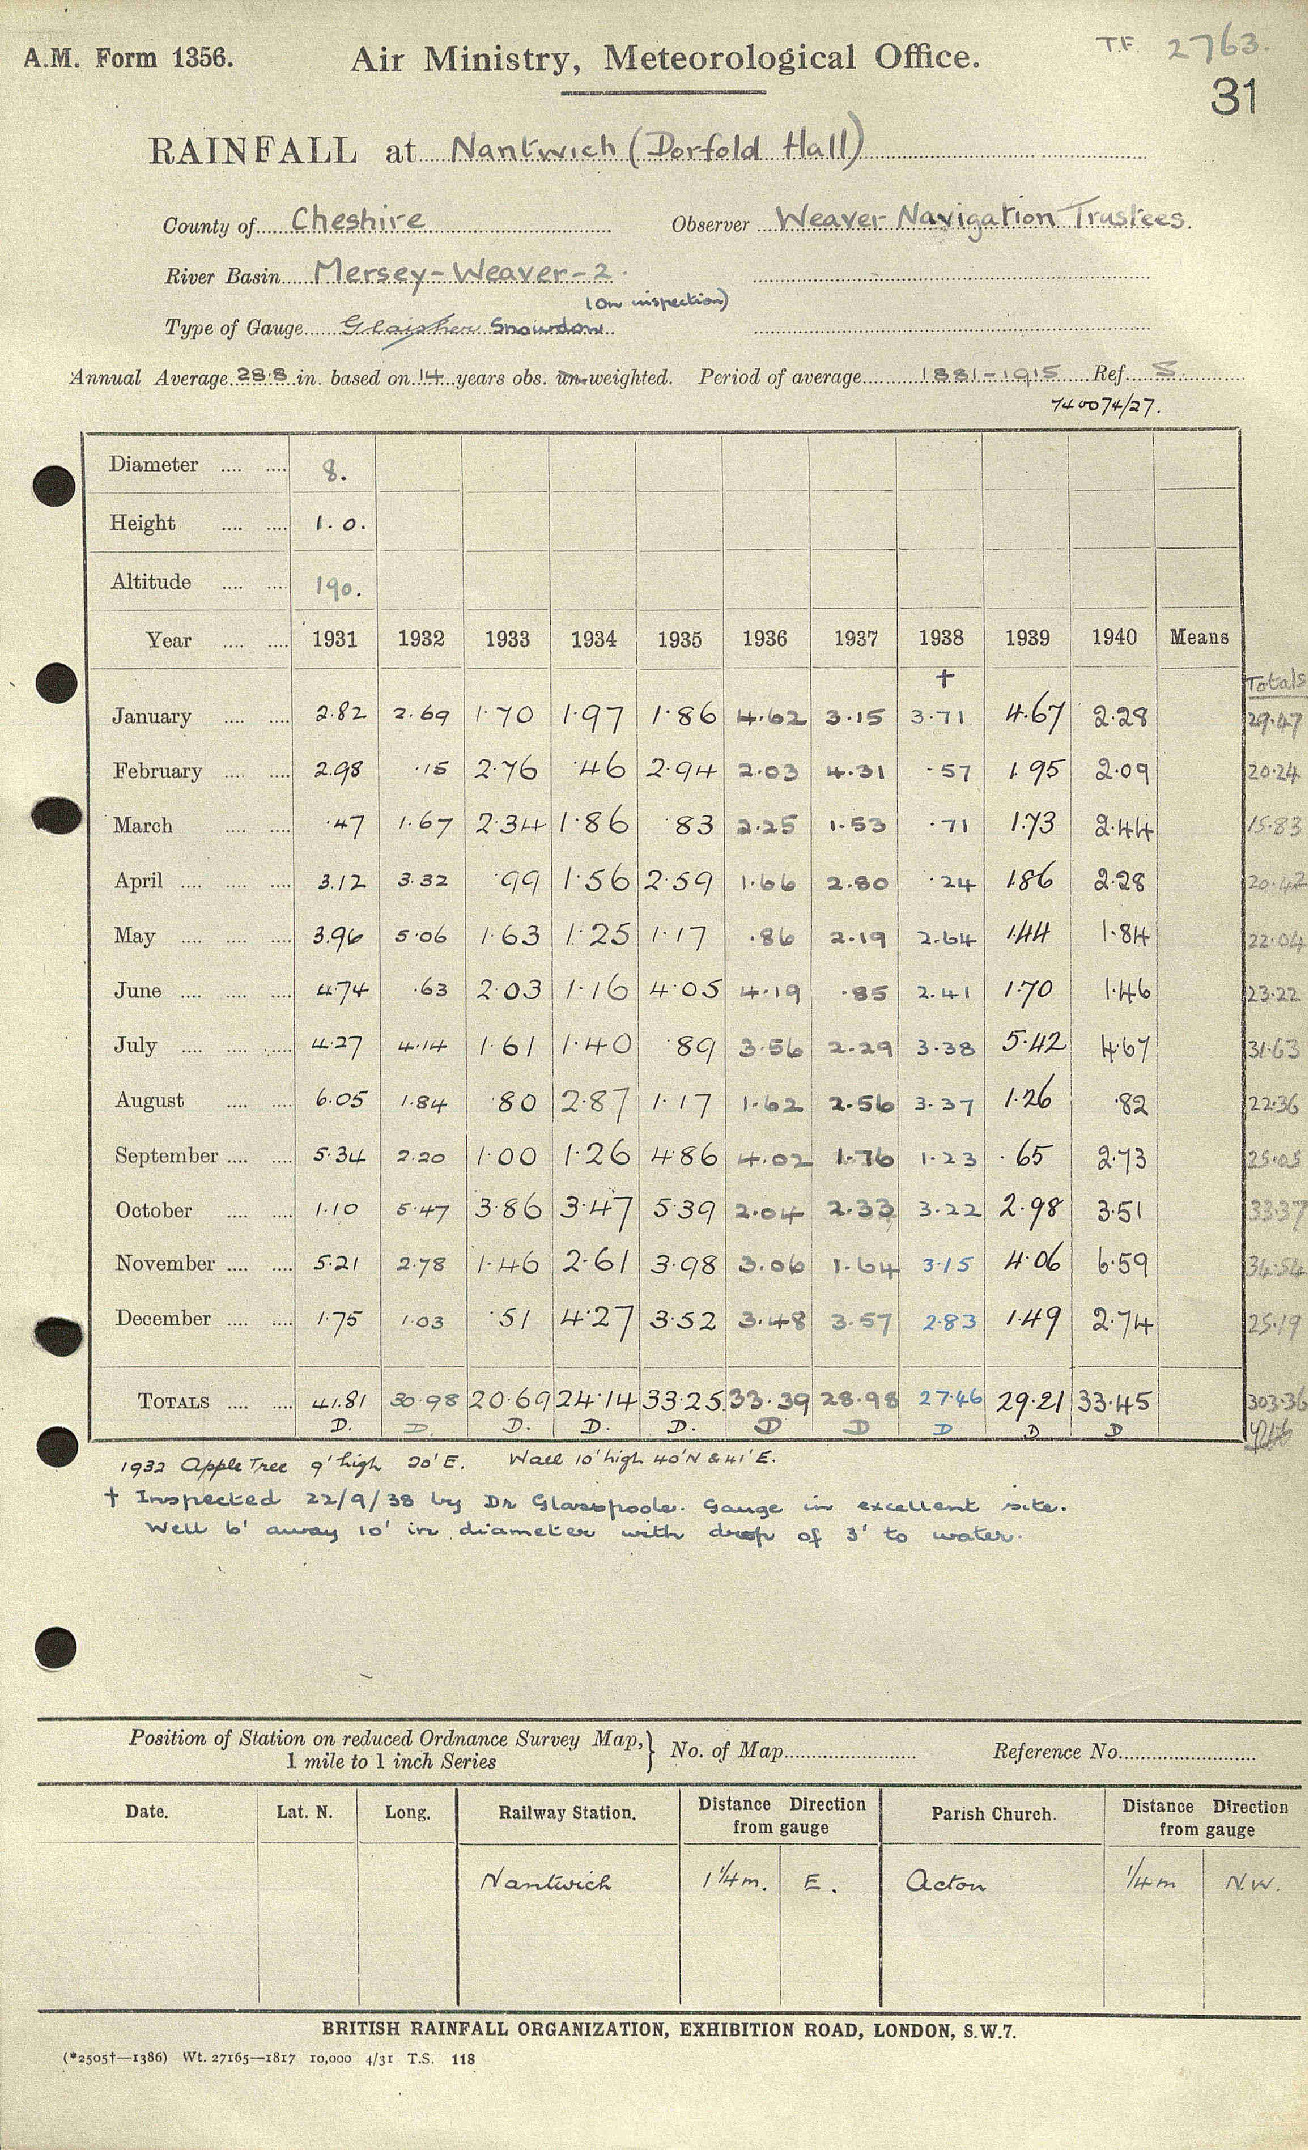 A.M. Form 1356. Air Ministry, Meteorological Office. T.F. 2763.
31
RAINFALL at Nantwich (Dorfold Hall)
County of Cheshire Observer Weaver Navigation Trustees.
River Basin Mersey-Weaver-2.
(on inspection)
Type of Gauge Glaisher Snowdon
Annual Average 28.8 in. based on 14 years obs. un-weighted. Period of average 1881-1915 Ref. S.
740074/27.
Diameter 8.
Height 1.0.
Altitude 190.
Year 1931 1932 1933 1934 1935 1936 1937 1938 1939 1940 Means
† Totals
January 2.82 2.69 1.70 1.97 1.86 4.62 3.15 3.71 4.67 2.28 29.47
February 2.98 .15 2.76 .46 2.94 2.03 4.31 .57 1.95 2.09 20.24
March .47 1.67 2.34 1.86 .83 2.25 1.53 .71 1.73 2.44 15.83
April 3.12 3.32 .99 1.56 2.59 1.66 2.80 .24 1.86 2.28 20.42
May 3.96 5.06 1.63 1.25 1.17 .86 2.19 2.64 1.44 1.84 22.04
June 4.74 .63 2.03 1.16 4.05 4.19 .85 2.41 1.70 1.46 23.22
July 4.27 4.14 1.61 1.40 .89 3.56 2.29 3.38 5.42 4.67 31.63
August 6.05 1.84 .80 2.87 1.17 1.62 2.56 3.37 1.26 .82 22.36
September 5.34 2.20 1.00 1.26 4.86 4.02 1.76 1.23 .65 2.73 25.05
October 1.10 5.47 3.86 3.47 5.39 2.04 2.33 3.22 2.98 3.51 33.37
November 5.21 2.78 1.46 2.61 3.98 3.06 1.64 3.15 4.06 6.59 34.54
December 1.75 1.03 .51 4.27 3.52 3.48 3.57 2.83 1.49 2.74 25.19
TOTALS 41.81 30.98 20.69 24.14 33.25 33.39 28.98 27.46 29.21 33.45 303.36
D. D. D. D. D. D D D D D
1932 Apple Tree 9' high 20' E. Wall 10' high 40' N & 41' E.
† Inspected 22/9/38 by Dr Glasspoole. Gauge in excellent site.
Well 6' away 10' in diameter with drop of 3' to water.
Position of Station on reduced Ordnance Survey Map, 1 mile to 1 inch Series } No. of Map Reference No.
Date. Lat. N. Long. Railway Station. Distance Direction from gauge Parish Church. Distance Direction from gauge
Nantwich 1¼m. E. Acton ¼m N.W.
BRITISH RAINFALL ORGANIZATION, EXHIBITION ROAD, LONDON, S.W.7.
(*2505†—1386) Wt. 27165—1817 10,000 4/31 T.S. 118